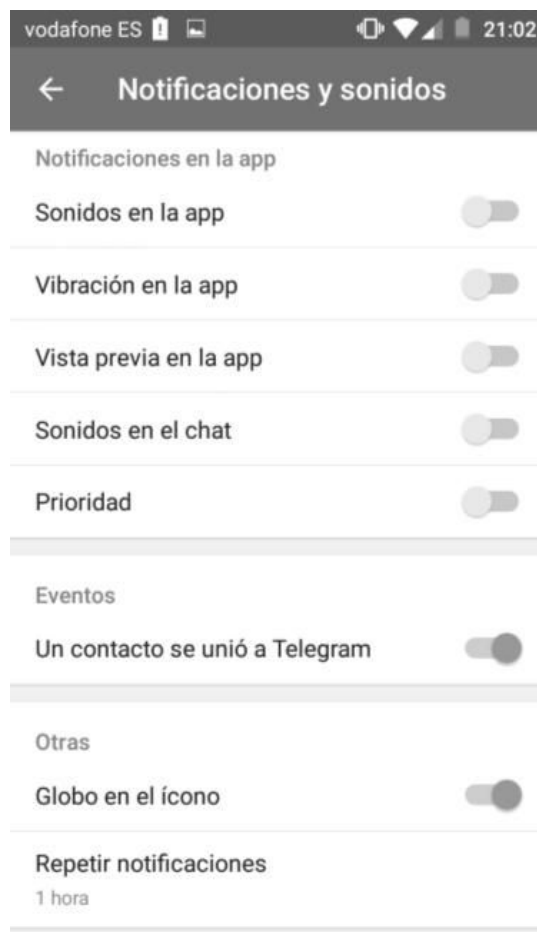 vodafone ES 21:02
Notificaciones y sonidos
Notificaciones en la app
Sonidos en la app
Vibración en la app
Vista previa en la app
Sonidos en el chat
Prioridad
Eventos
Un contacto se unió a Telegram
Otras
Globo en el ícono
Repetir notificaciones
1 hora